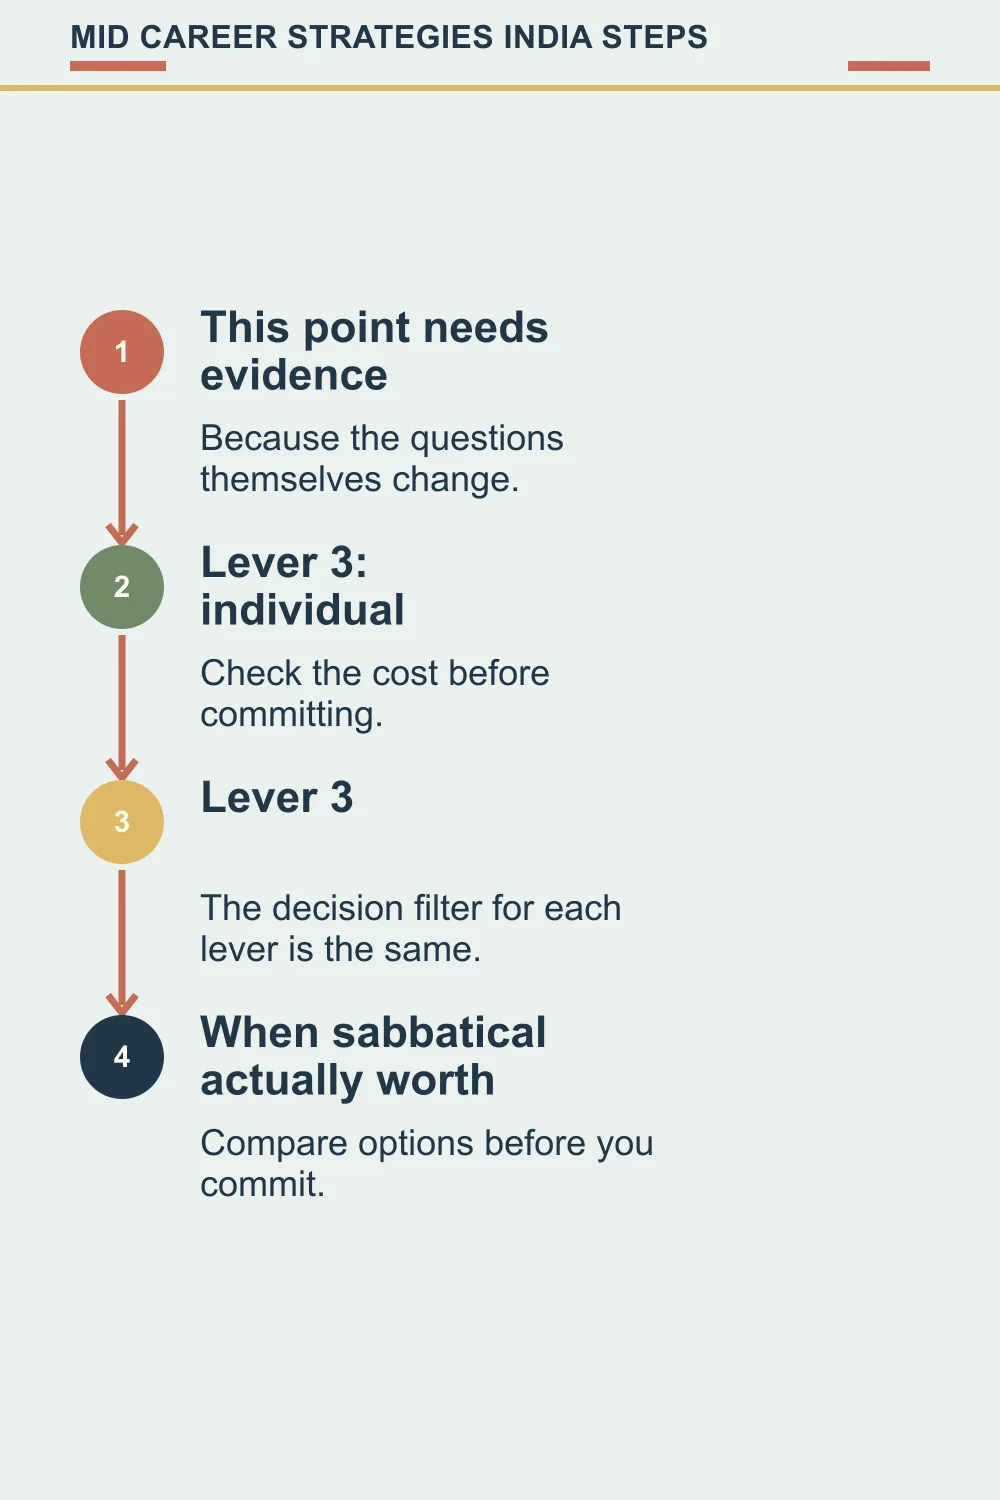 MID CAREER STRATEGIES INDIA STEPS
1
This point needs
evidence
Because the questions
themselves change.
2
Lever 3:
individual
Check the cost before
committing.
3
Lever 3
The decision filter for each
lever is the same.
4
When sabbatical
actually worth
Compare options before you
commit.